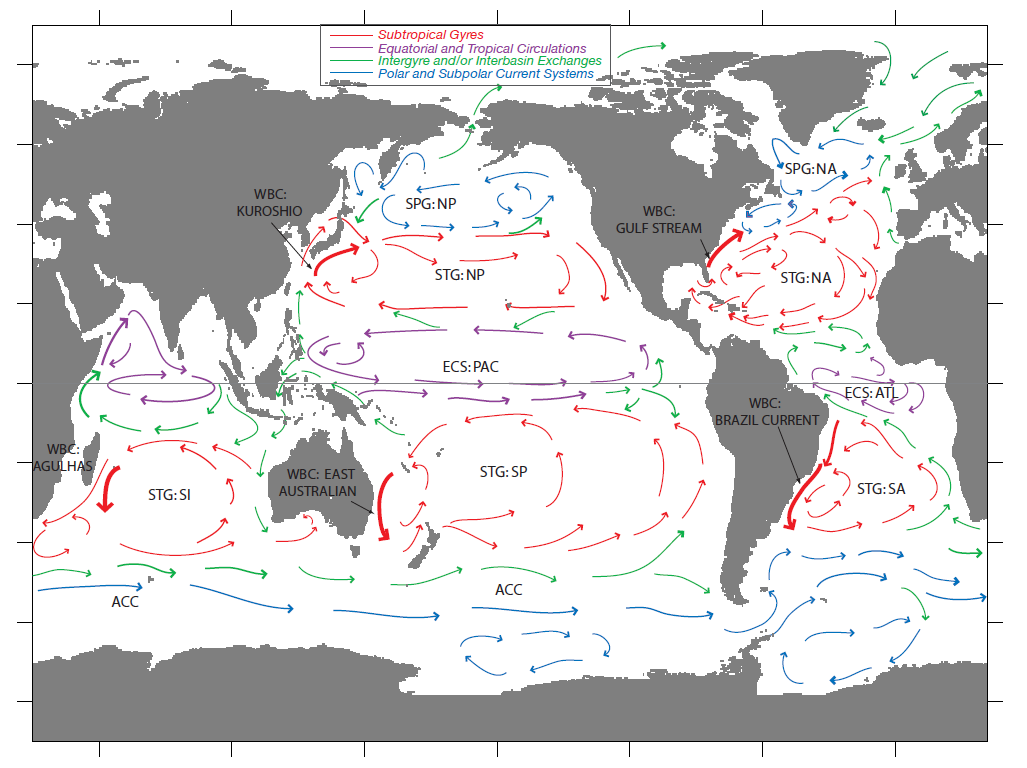 Subtropical Gyres
Equatorial and Tropical Circulations
Intergyre and/or Interbasin Exchanges
Polar and Subpolar Current Systems
SPG:NA
WBC:
KUROSHIO
SPG:NP
WBC:
GULF STREAM
STG:NP
STG:NA
ECS:PAC
ECS:ATL
WBC:
BRAZIL CURRENT
WBC:
AGULHAS
WBC: EAST
AUSTRALIAN
STG:SP
STG:SI
STG:SA
ACC
ACC